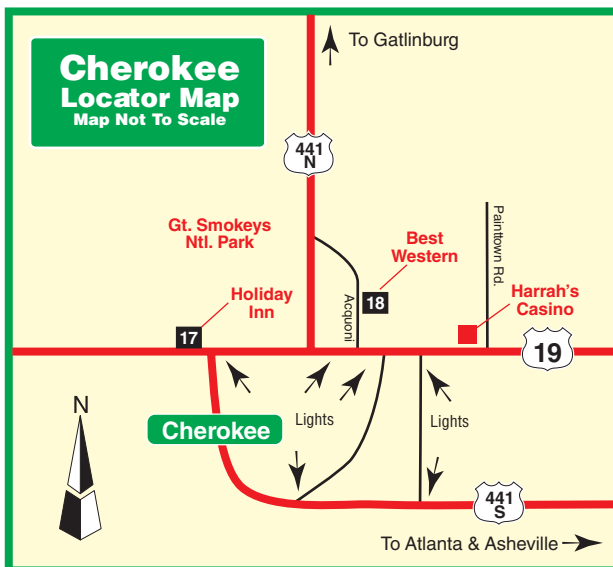 Cherokee
Locator Map
Map Not To Scale
To Gatlinburg
441
N
Gt. Smokeys
Ntl. Park
Best
Western
Painttown Rd.
Holiday
Inn
18
Acquoni
Harrah's
Casino
17
19
N
Cherokee
Lights
Lights
441
S
To Atlanta & Asheville